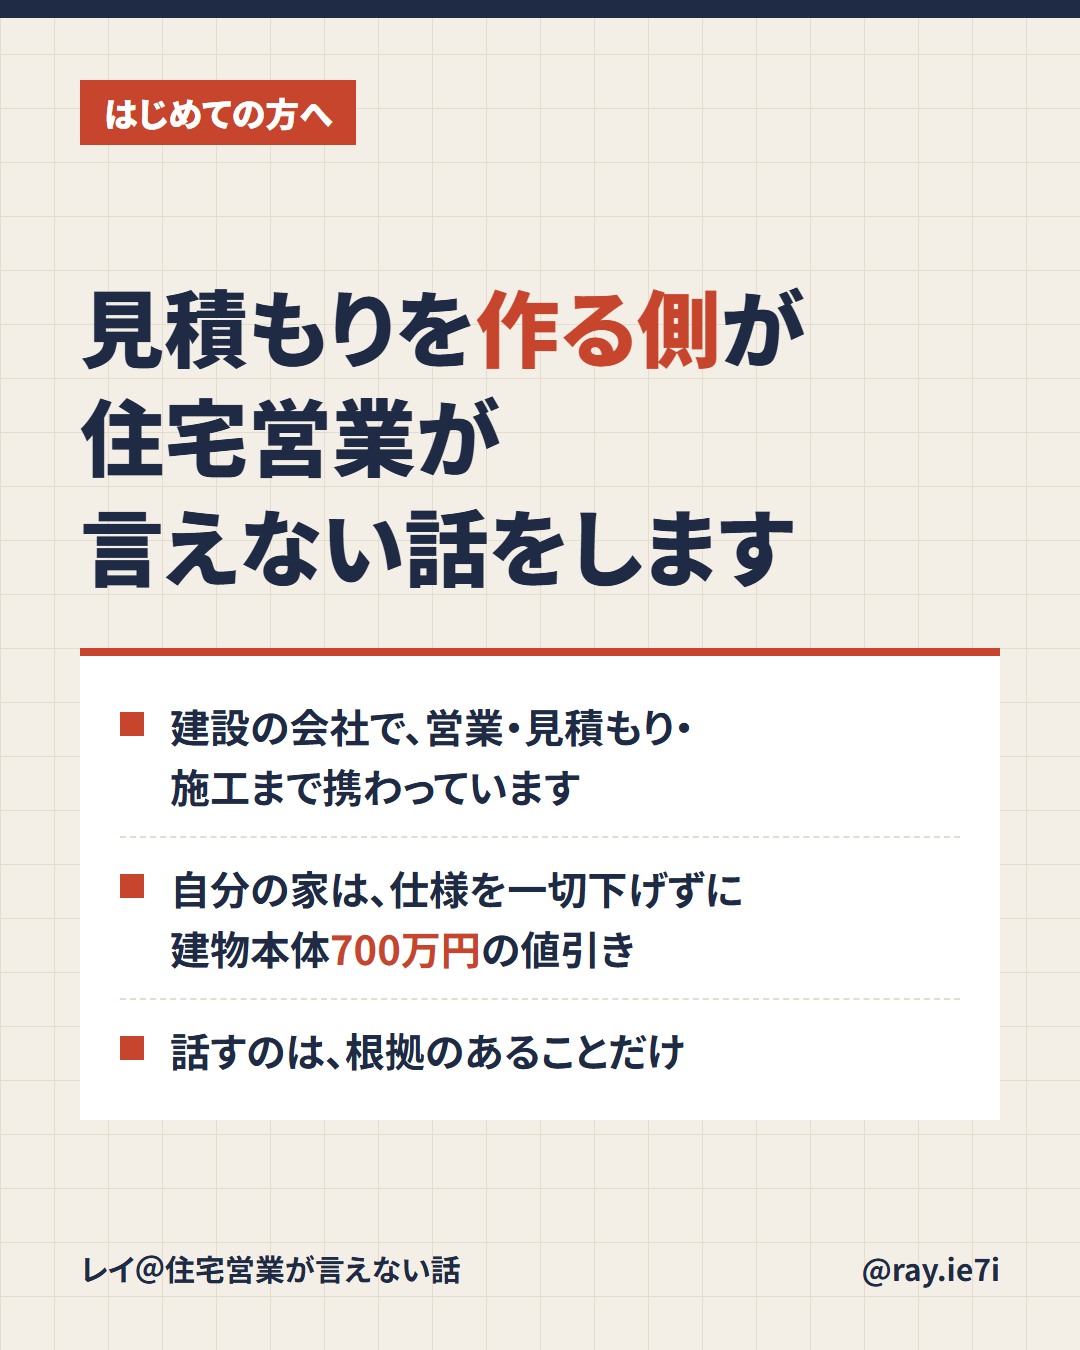 はじめての方へ
見積もりを作る側が
住宅営業が
言えない話をします
建設の会社で、営業・見積もり・
施工まで携わっています
自分の家は、仕様を一切下げずに
建物本体700万円の値引き
話すのは、根拠のあることだけ
レイ@住宅営業が言えない話
@ray.ie7i